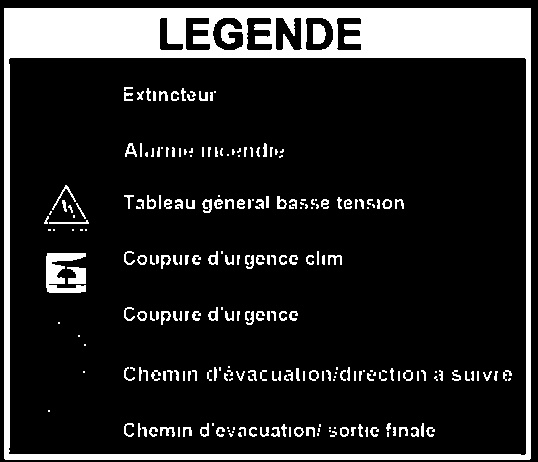 LEGENDE
Extincteur
Alarme incendie
Tableau géneral basse tension
Coupure d'urgence clim
Coupure d'urgence
Chemin d'évacuation/direction a suivre
Chemin d'evacuation/ sortie finale